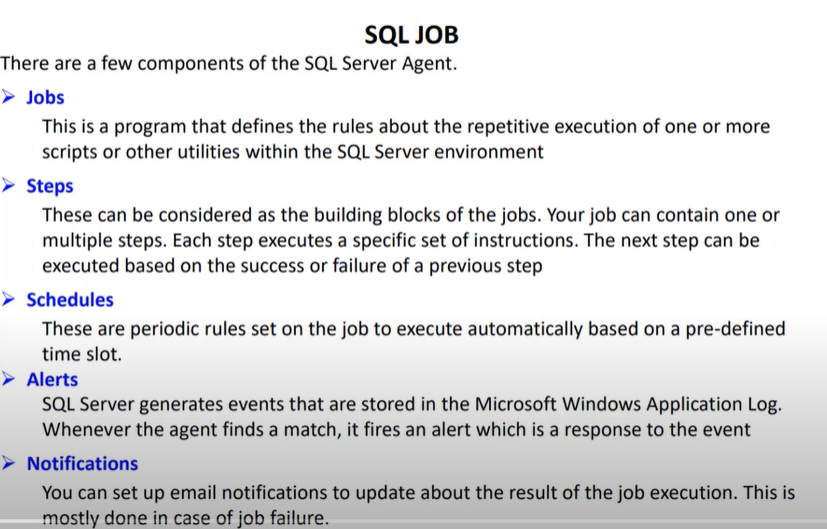 SQL JOB
There are a few components of the SQL Server Agent.
Jobs
This is a program that defines the rules about the repetitive execution of one or more
scripts or other utilities within the SQL Server environment
Steps
These can be considered as the building blocks of the jobs. Your job can contain one or
multiple steps. Each step executes a specific set of instructions. The next step can be
executed based on the success or failure of a previous step
Schedules
These are periodic rules set on the job to execute automatically based on a pre-defined
time slot.
Alerts
SQL Server generates events that are stored in the Microsoft Windows Application Log.
Whenever the agent finds a match, it fires an alert which is a response to the event
Notifications
You can set up email notifications to update about the result of the job execution. This is
mostly done in case of job failure.